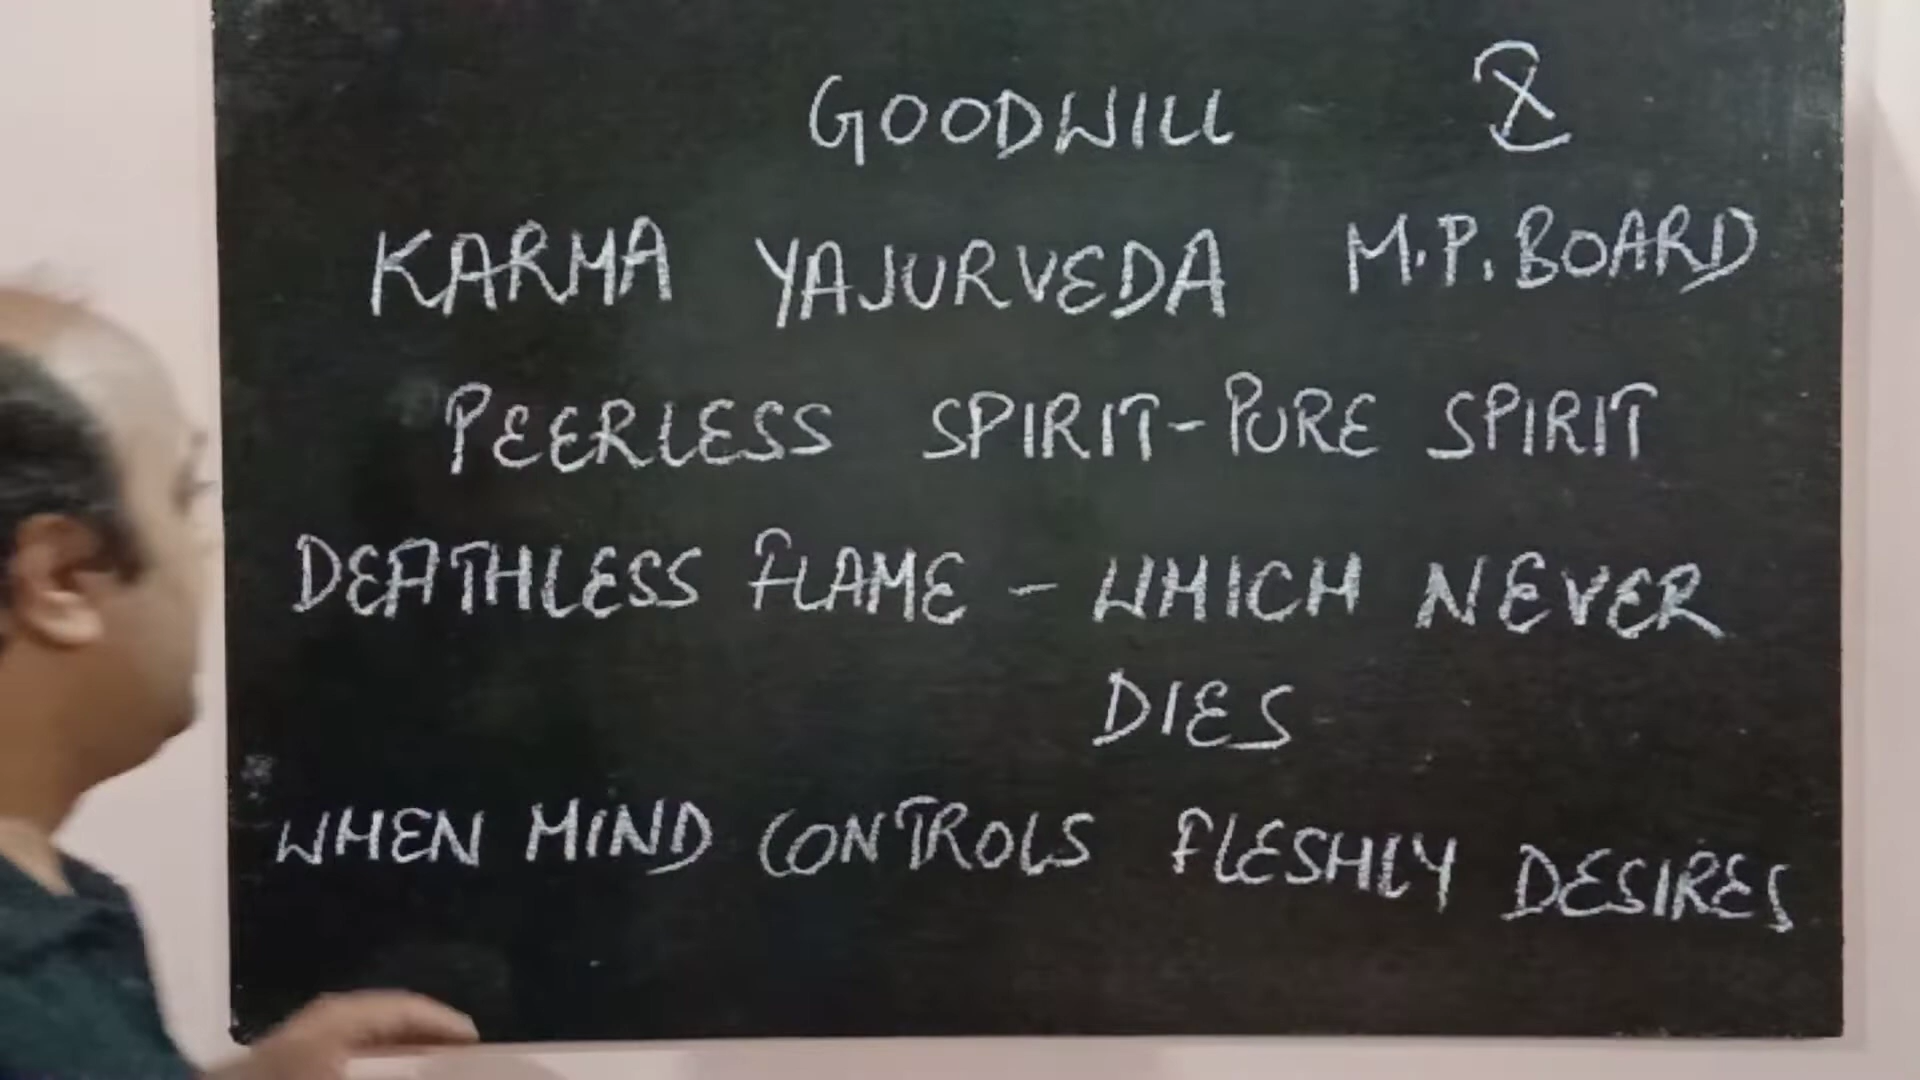 GOODWILL X
KARMA YAJURVEDA M.P. BOARD
PEERLESS SPIRIT - PURE SPIRIT
DEATHLESS FLAME - WHICH NEVER
DIES
WHEN MIND CONTROLS FLESHLY DESIRES